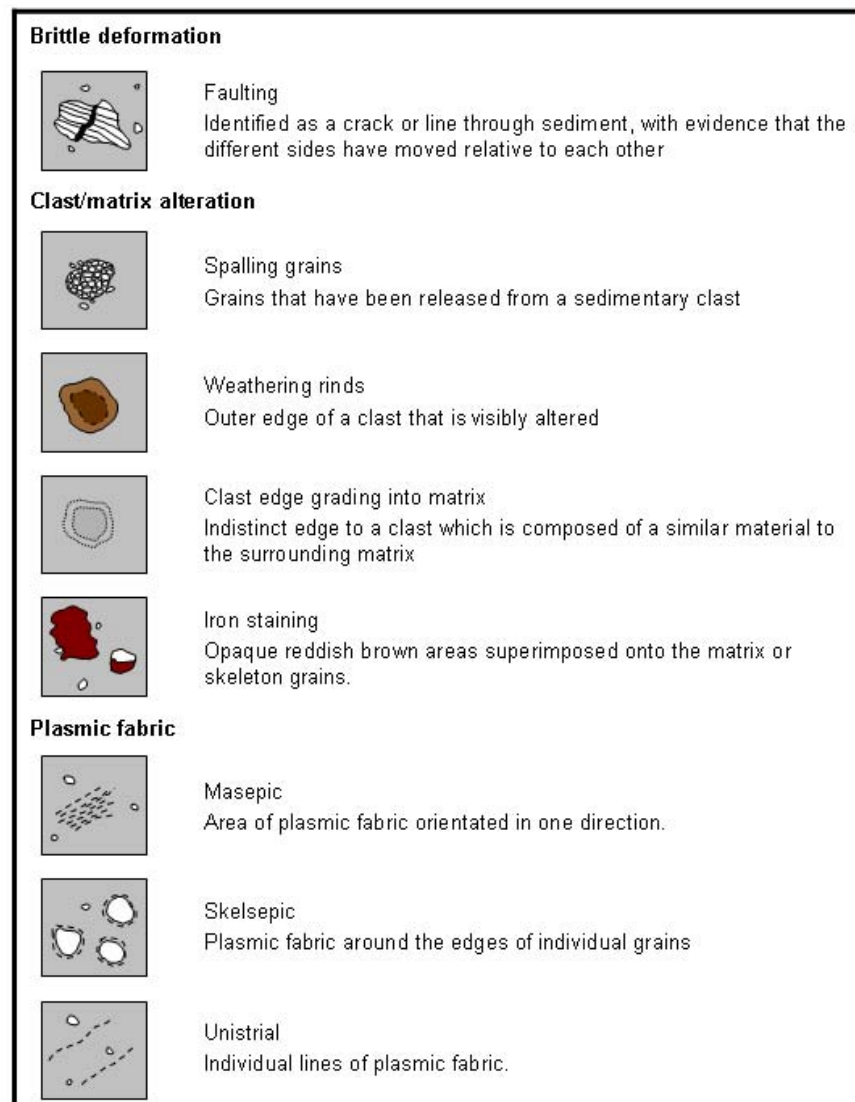 Brittle deformation
Faulting
Identified as a crack or line through sediment, with evidence that the
different sides have moved relative to each other
Clast/matrix alteration
Spalling grains
Grains that have been released from a sedimentary clast
Weathering rinds
Outer edge of a clast that is visibly altered
Clast edge grading into matrix
Indistinct edge to a clast which is composed of a similar material to
the surrounding matrix
Iron staining
Opaque reddish brown areas superimposed onto the matrix or
skeleton grains.
Plasmic fabric
Masepic
Area of plasmic fabric orientated in one direction.
Skelsepic
Plasmic fabric around the edges of individual grains
Unistrial
Individual lines of plasmic fabric.